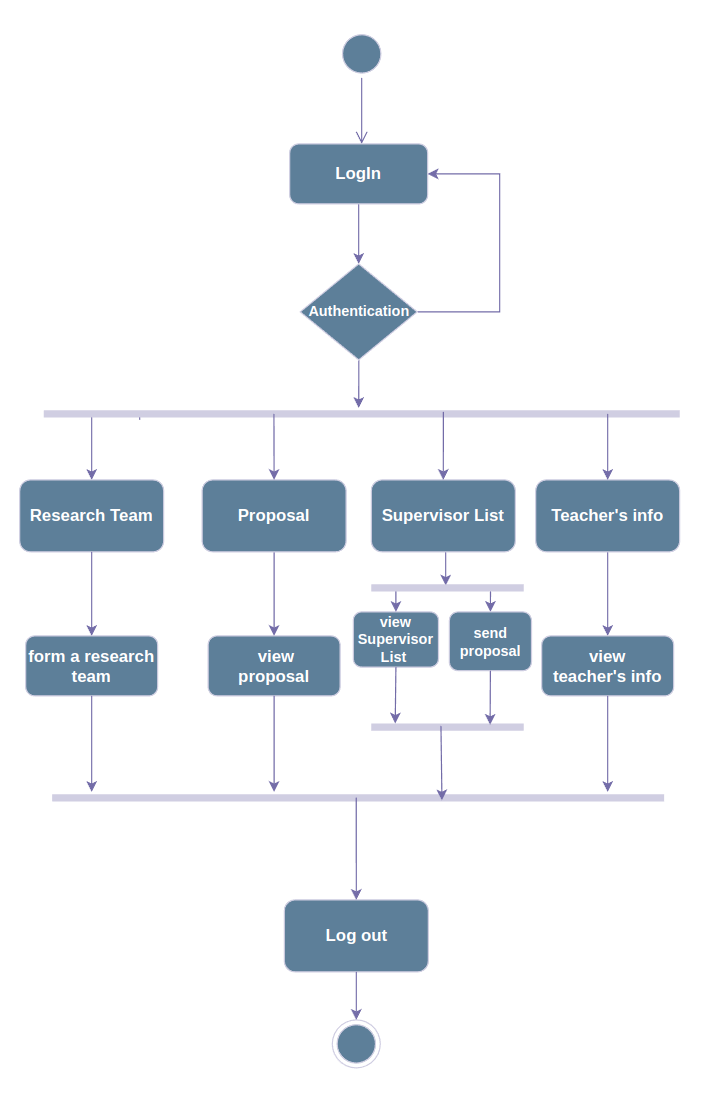 LogIn
Authentication
Research Team
Proposal
Supervisor List
Teacher's info
form a research
team
view
proposal
view
Supervisor
List
send
proposal
view
teacher's info
Log out